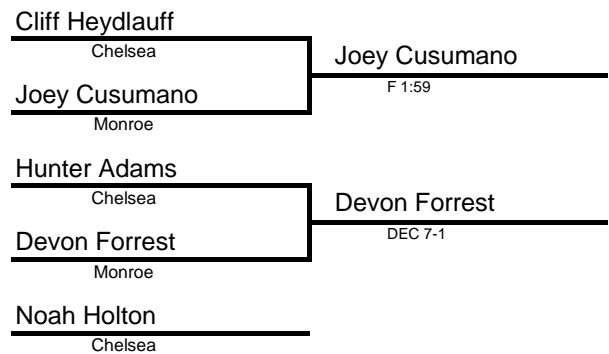 Cliff Heydlauff
Chelsea
Joey Cusumano
F 1:59
Joey Cusumano
Monroe
Hunter Adams
Chelsea
Devon Forrest
DEC 7-1
Devon Forrest
Monroe
Noah Holton
Chelsea